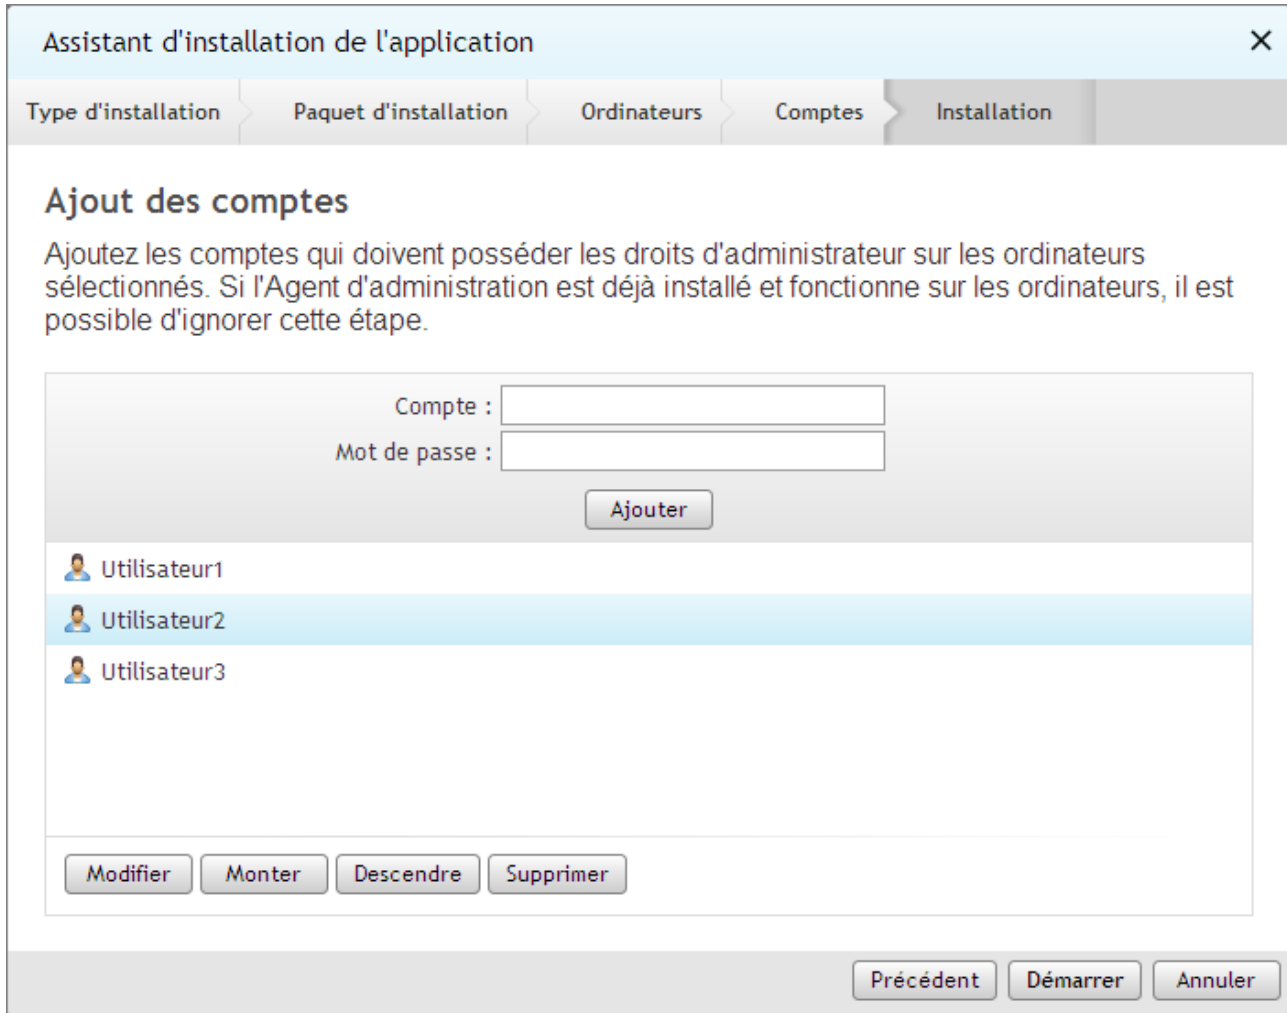 Assistant d'installation de l'application
Type d'installation Paquet d'installation Ordinateurs Comptes Installation
Ajout des comptes
Ajoutez les comptes qui doivent posséder les droits d'administrateur sur les ordinateurs
sélectionnés. Si l'Agent d'administration est déjà installé et fonctionne sur les ordinateurs, il est
possible d'ignorer cette étape.
Compte :
Mot de passe :
Ajouter
Utilisateur1
Utilisateur2
Utilisateur3
Modifier Monter Descendre Supprimer
Précédent Démarrer Annuler